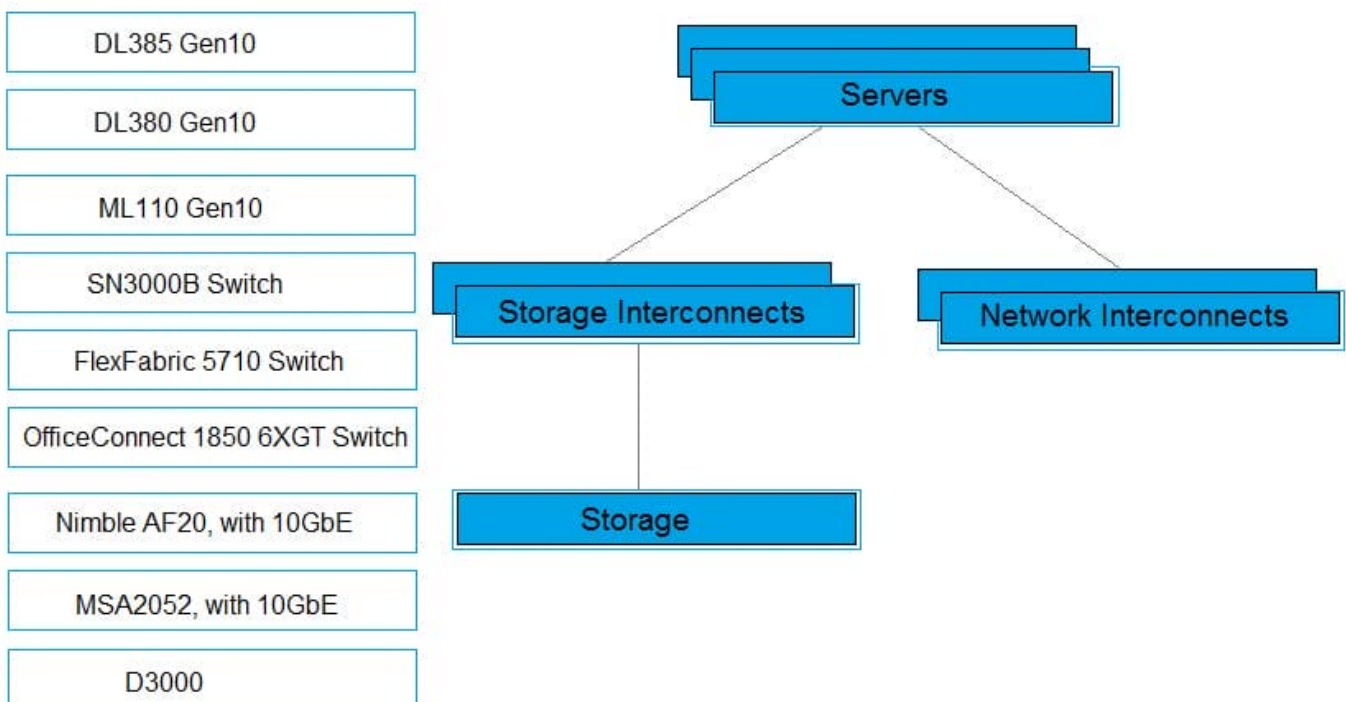 DL385 Gen10
DL380 Gen10
ML110 Gen10
SN3000B Switch
FlexFabric 5710 Switch
OfficeConnect 1850 6XGT Switch
Nimble AF20, with 10GbE
MSA2052, with 10GbE
D3000
Servers
Storage Interconnects
Network Interconnects
Storage